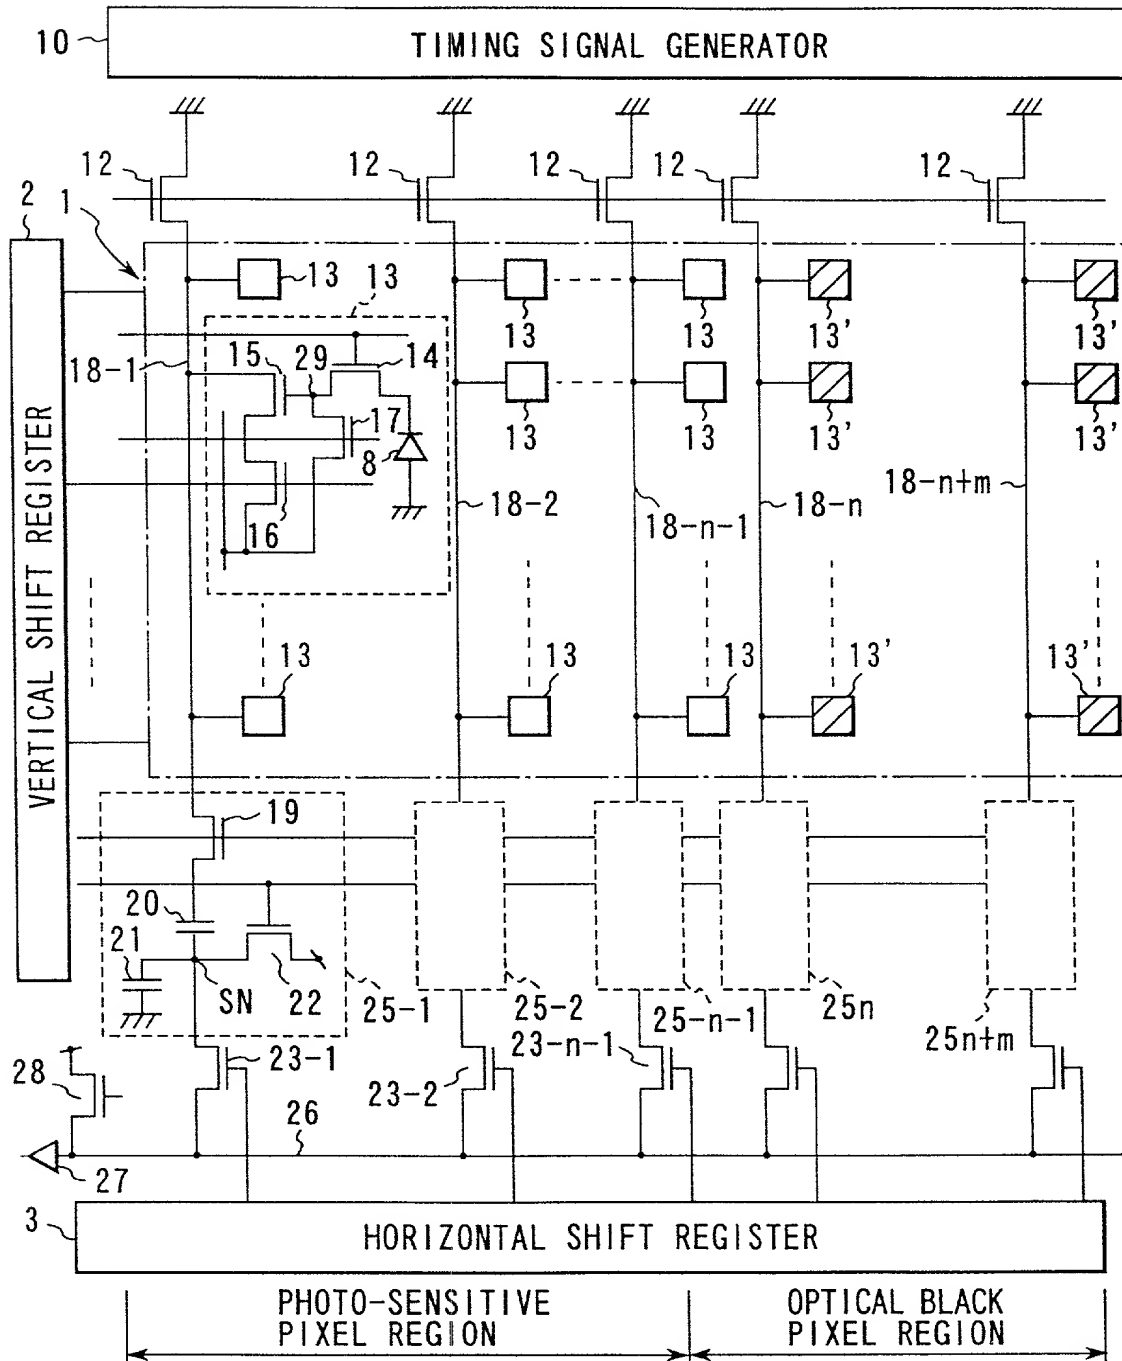 10
TIMING SIGNAL GENERATOR
12 12 12 12 12
2 1
13 13
13 13 13' 13'
18-1 15 29 14
17
8
16
13 13 13' 13'
18-2 18-n-1 18-n 18-n+m
VERTICAL SHIFT REGISTER
13 13 13 13' 13'
19
20
21
SN 22 25-1 25-2 25-n-1 25n 25n+m
28 23-1 23-2 23-n-1
26
27
3
HORIZONTAL SHIFT REGISTER
PHOTO-SENSITIVE
PIXEL REGION
OPTICAL BLACK
PIXEL REGION